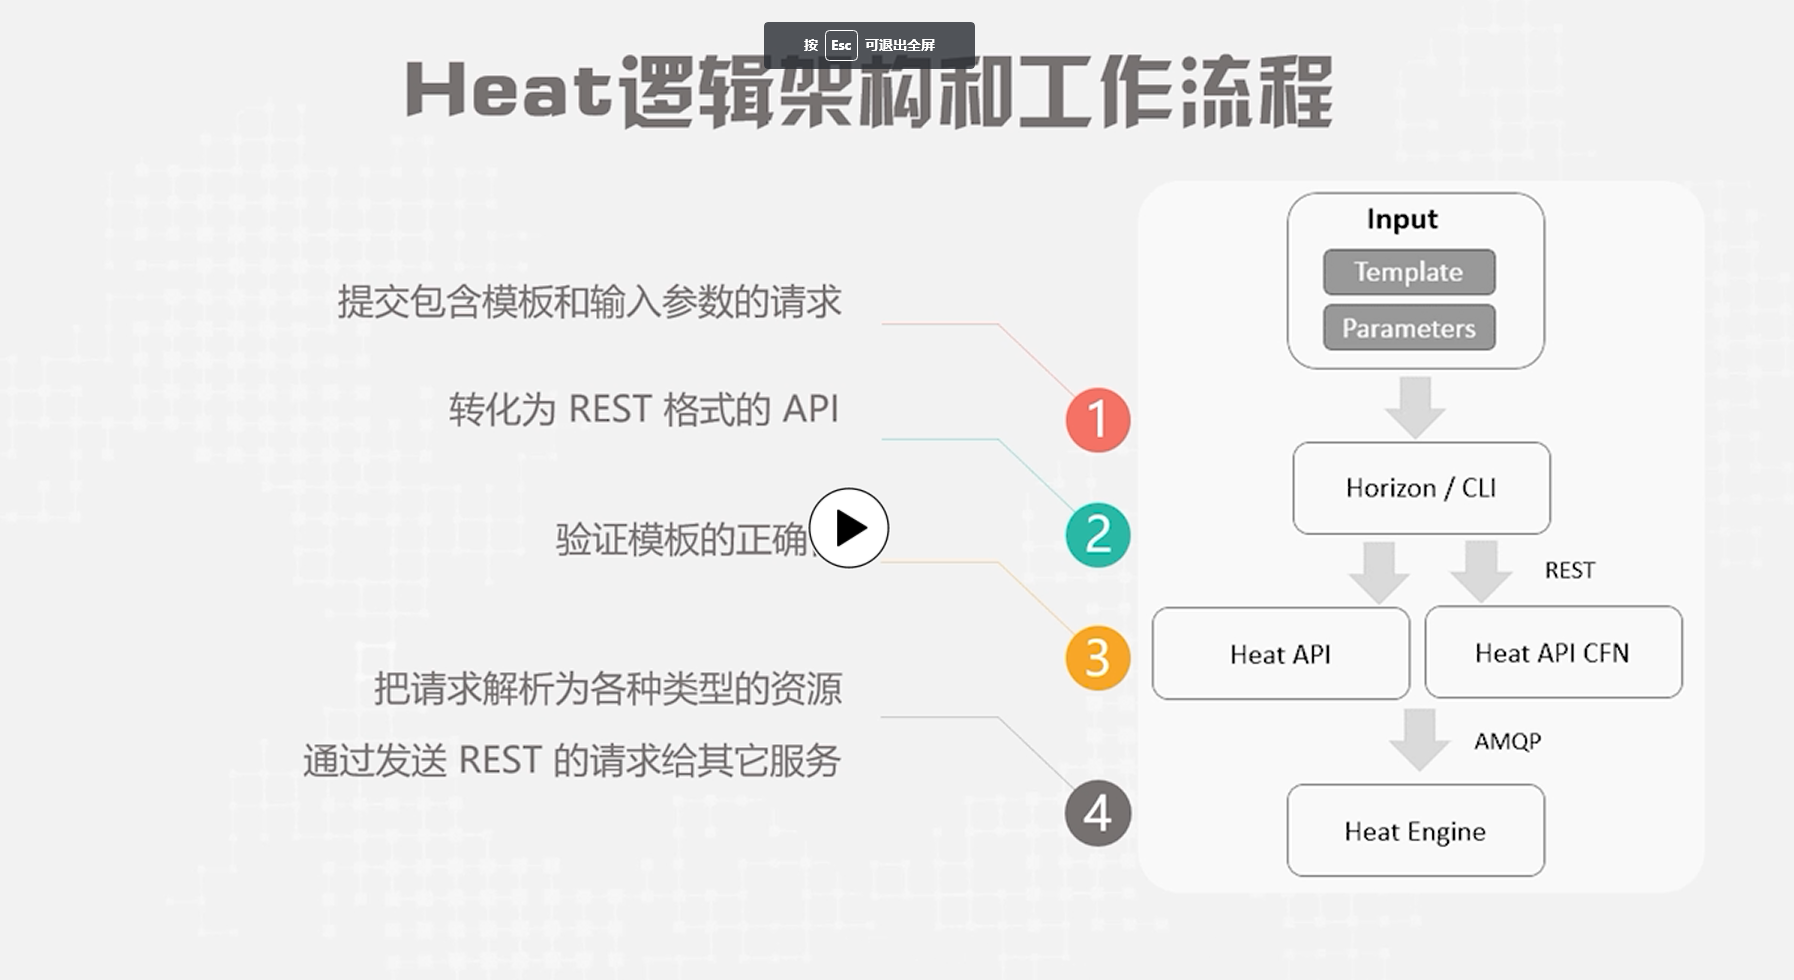 按 Esc 可退出全屏
Heat逻辑架构和工作流程
提交包含模板和输入参数的请求
转化为 REST 格式的 API
验证模板的正确
把请求解析为各种类型的资源
通过发送 REST 的请求给其它服务
1
2
3
4
Input
Template
Parameters
Horizon / CLI
REST
Heat API
Heat API CFN
AMQP
Heat Engine